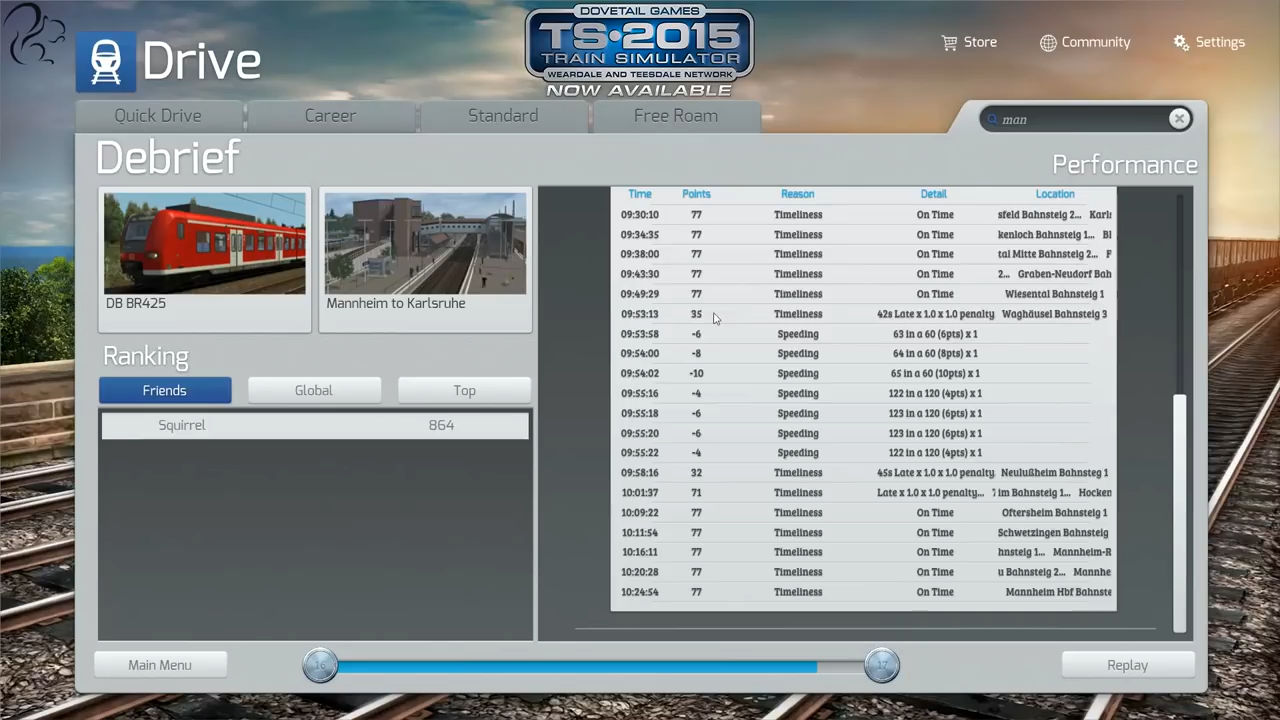 DOVETAIL GAMES
TS·2015
TRAIN SIMULATOR
WEARDALE AND TEESDALE NETWORK
NOW AVAILABLE
Drive
Store
Community
Settings
Quick Drive
Career
Standard
Free Roam
man
Debrief
Performance
DB BR425
Mannheim to Karlsruhe
Ranking
Friends
Global
Top
Squirrel 864
Time Points Reason Detail Location
09:30:10 77 Timeliness On Time sfeld Bahnsteig 2...
09:34:35 77 Timeliness On Time kenloch Bahnsteig 1...
09:38:00 77 Timeliness On Time tal Mitte Bahnsteig 2...
09:43:30 77 Timeliness On Time 2... Graben-Neudorf Bah
09:49:29 77 Timeliness On Time Wiesental Bahnsteig 1
09:53:13 35 Timeliness 42s Late x 1.0 x 1.0 penalty Waghäusel Bahnsteig 3
09:53:58 -6 Speeding 63 in a 60 (6pts) x 1
09:54:00 -8 Speeding 64 in a 60 (8pts) x 1
09:54:02 -10 Speeding 65 in a 60 (10pts) x 1
09:55:16 -4 Speeding 122 in a 120 (4pts) x 1
09:55:18 -6 Speeding 123 in a 120 (6pts) x 1
09:55:20 -6 Speeding 123 in a 120 (6pts) x 1
09:55:22 -4 Speeding 122 in a 120 (4pts) x 1
09:58:16 32 Timeliness 45s Late x 1.0 x 1.0 penalty Neulußheim Bahnsteg 1
10:01:37 71 Timeliness Late x 1.0 x 1.0 penalty... im Bahnsteig 1... Hocken
10:09:22 77 Timeliness On Time Oftersheim Bahnsteig 1
10:11:54 77 Timeliness On Time Schwetzingen Bahnsteig
10:16:11 77 Timeliness On Time hnsteig 1... Mannheim-R
10:20:28 77 Timeliness On Time u Bahnsteig 2... Mannhe
10:24:54 77 Timeliness On Time Mannheim Hbf Bahnste
Main Menu
16
17
Replay